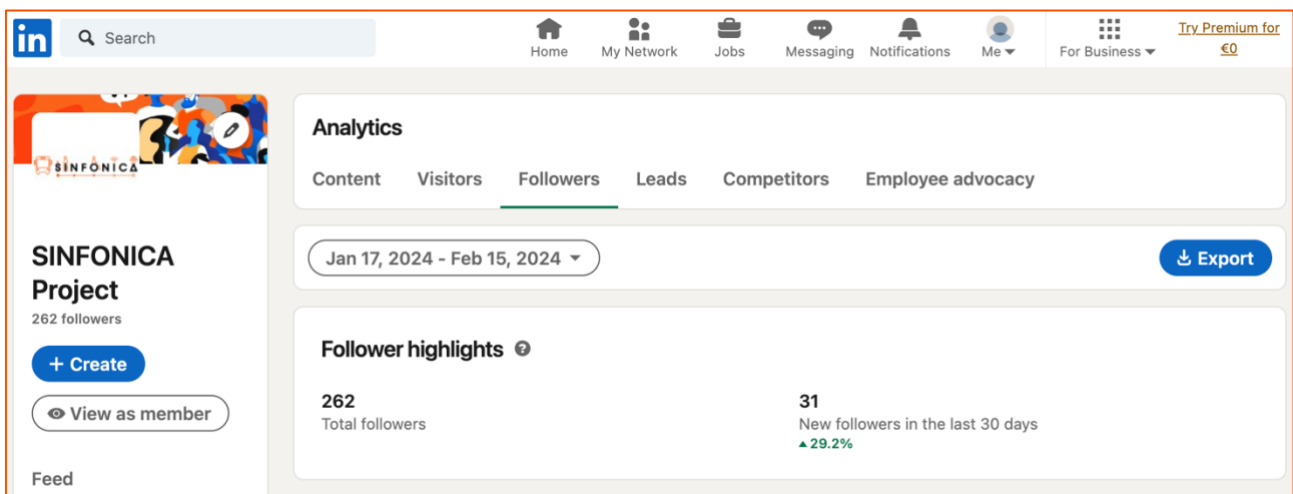 in
Search
Home
My Network
Jobs
Messaging
Notifications
Me
For Business
Try Premium for
€0
SINFONICA
SINFONICA
Project
262 followers
+ Create
View as member
Feed
Analytics
Content Visitors Followers Leads Competitors Employee advocacy
Jan 17, 2024 - Feb 15, 2024
Export
Follower highlights ?
262
Total followers
31
New followers in the last 30 days
▲29.2%